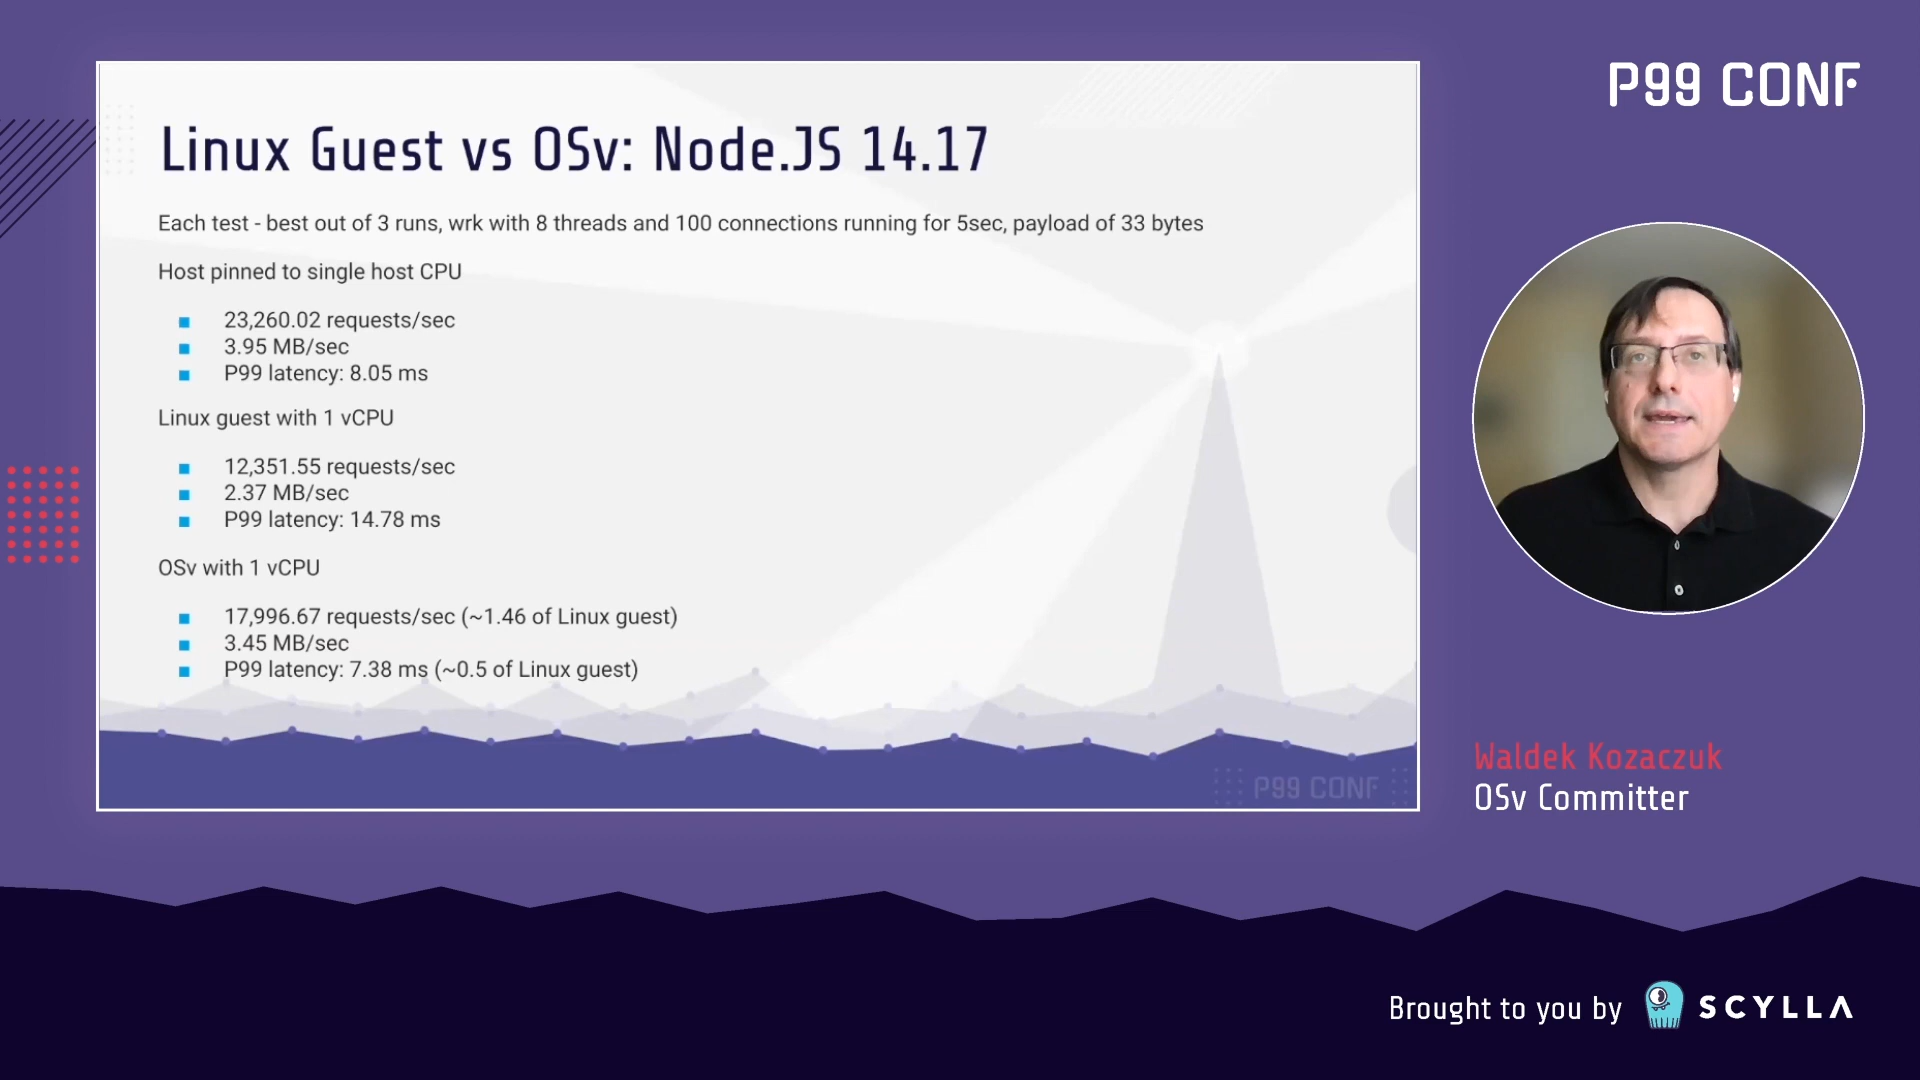 P99 CONF
Linux Guest vs OSv: Node.JS 14.17
Each test - best out of 3 runs, wrk with 8 threads and 100 connections running for 5sec, payload of 33 bytes
Host pinned to single host CPU
23,260.02 requests/sec
3.95 MB/sec
P99 latency: 8.05 ms
Linux guest with 1 vCPU
12,351.55 requests/sec
2.37 MB/sec
P99 latency: 14.78 ms
OSv with 1 vCPU
17,996.67 requests/sec (~1.46 of Linux guest)
3.45 MB/sec
P99 latency: 7.38 ms (~0.5 of Linux guest)
P99 CONF
Waldek Kozaczuk
OSv Committer
Brought to you by SCYLLA